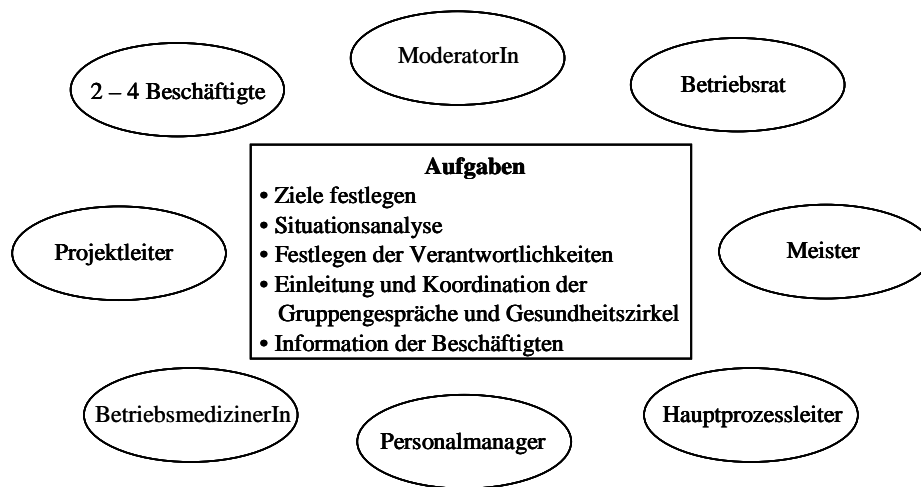 ModeratorIn
2 – 4 Beschäftigte
Betriebsrat
Aufgaben
• Ziele festlegen
• Situationsanalyse
• Festlegen der Verantwortlichkeiten
• Einleitung und Koordination der
Gruppengespräche und Gesundheitszirkel
• Information der Beschäftigten
Projektleiter
Meister
BetriebsmedizinerIn
Personalmanager
Hauptprozessleiter